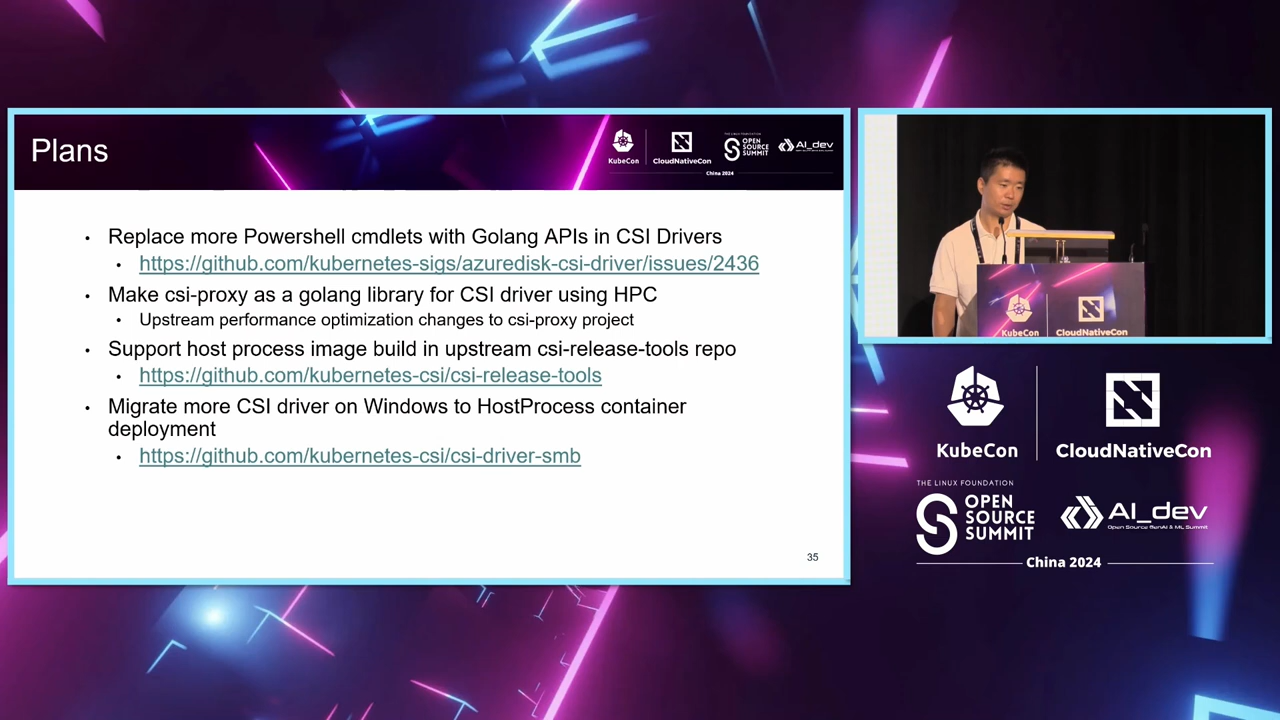 Plans
KubeCon
CloudNativeCon
THE LINUX FOUNDATION
OPEN
SOURCE
SUMMIT
AI_dev
China 2024
• Replace more Powershell cmdlets with Golang APIs in CSI Drivers
• https://github.com/kubernetes-sigs/azuredisk-csi-driver/issues/2436
• Make csi-proxy as a golang library for CSI driver using HPC
• Upstream performance optimization changes to csi-proxy project
• Support host process image build in upstream csi-release-tools repo
• https://github.com/kubernetes-csi/csi-release-tools
• Migrate more CSI driver on Windows to HostProcess container
deployment
• https://github.com/kubernetes-csi/csi-driver-smb
35
KubeCon
CloudNativeCon
KubeCon
CloudNativeCon
THE LINUX FOUNDATION
OPEN
SOURCE
SUMMIT
AI_dev
Open Source GenAI & ML Summit
China 2024